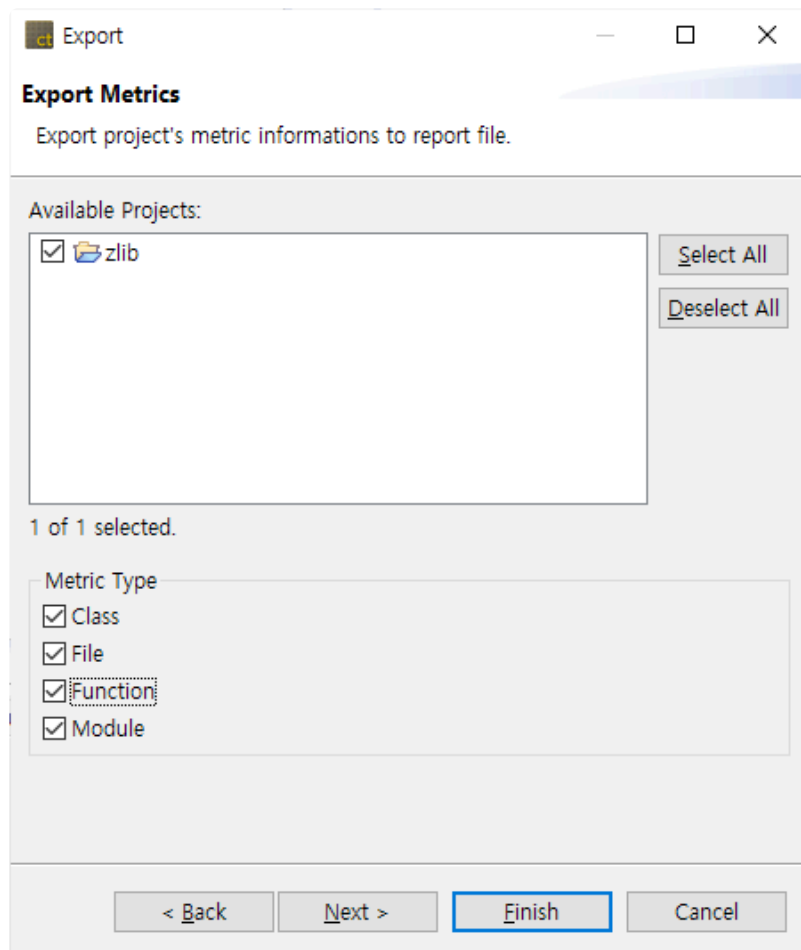 ct Export
Export Metrics
Export project's metric informations to report file.
Available Projects:
zlib
Select All
Deselect All
1 of 1 selected.
Metric Type
Class
File
Function
Module
< Back Next > Finish Cancel